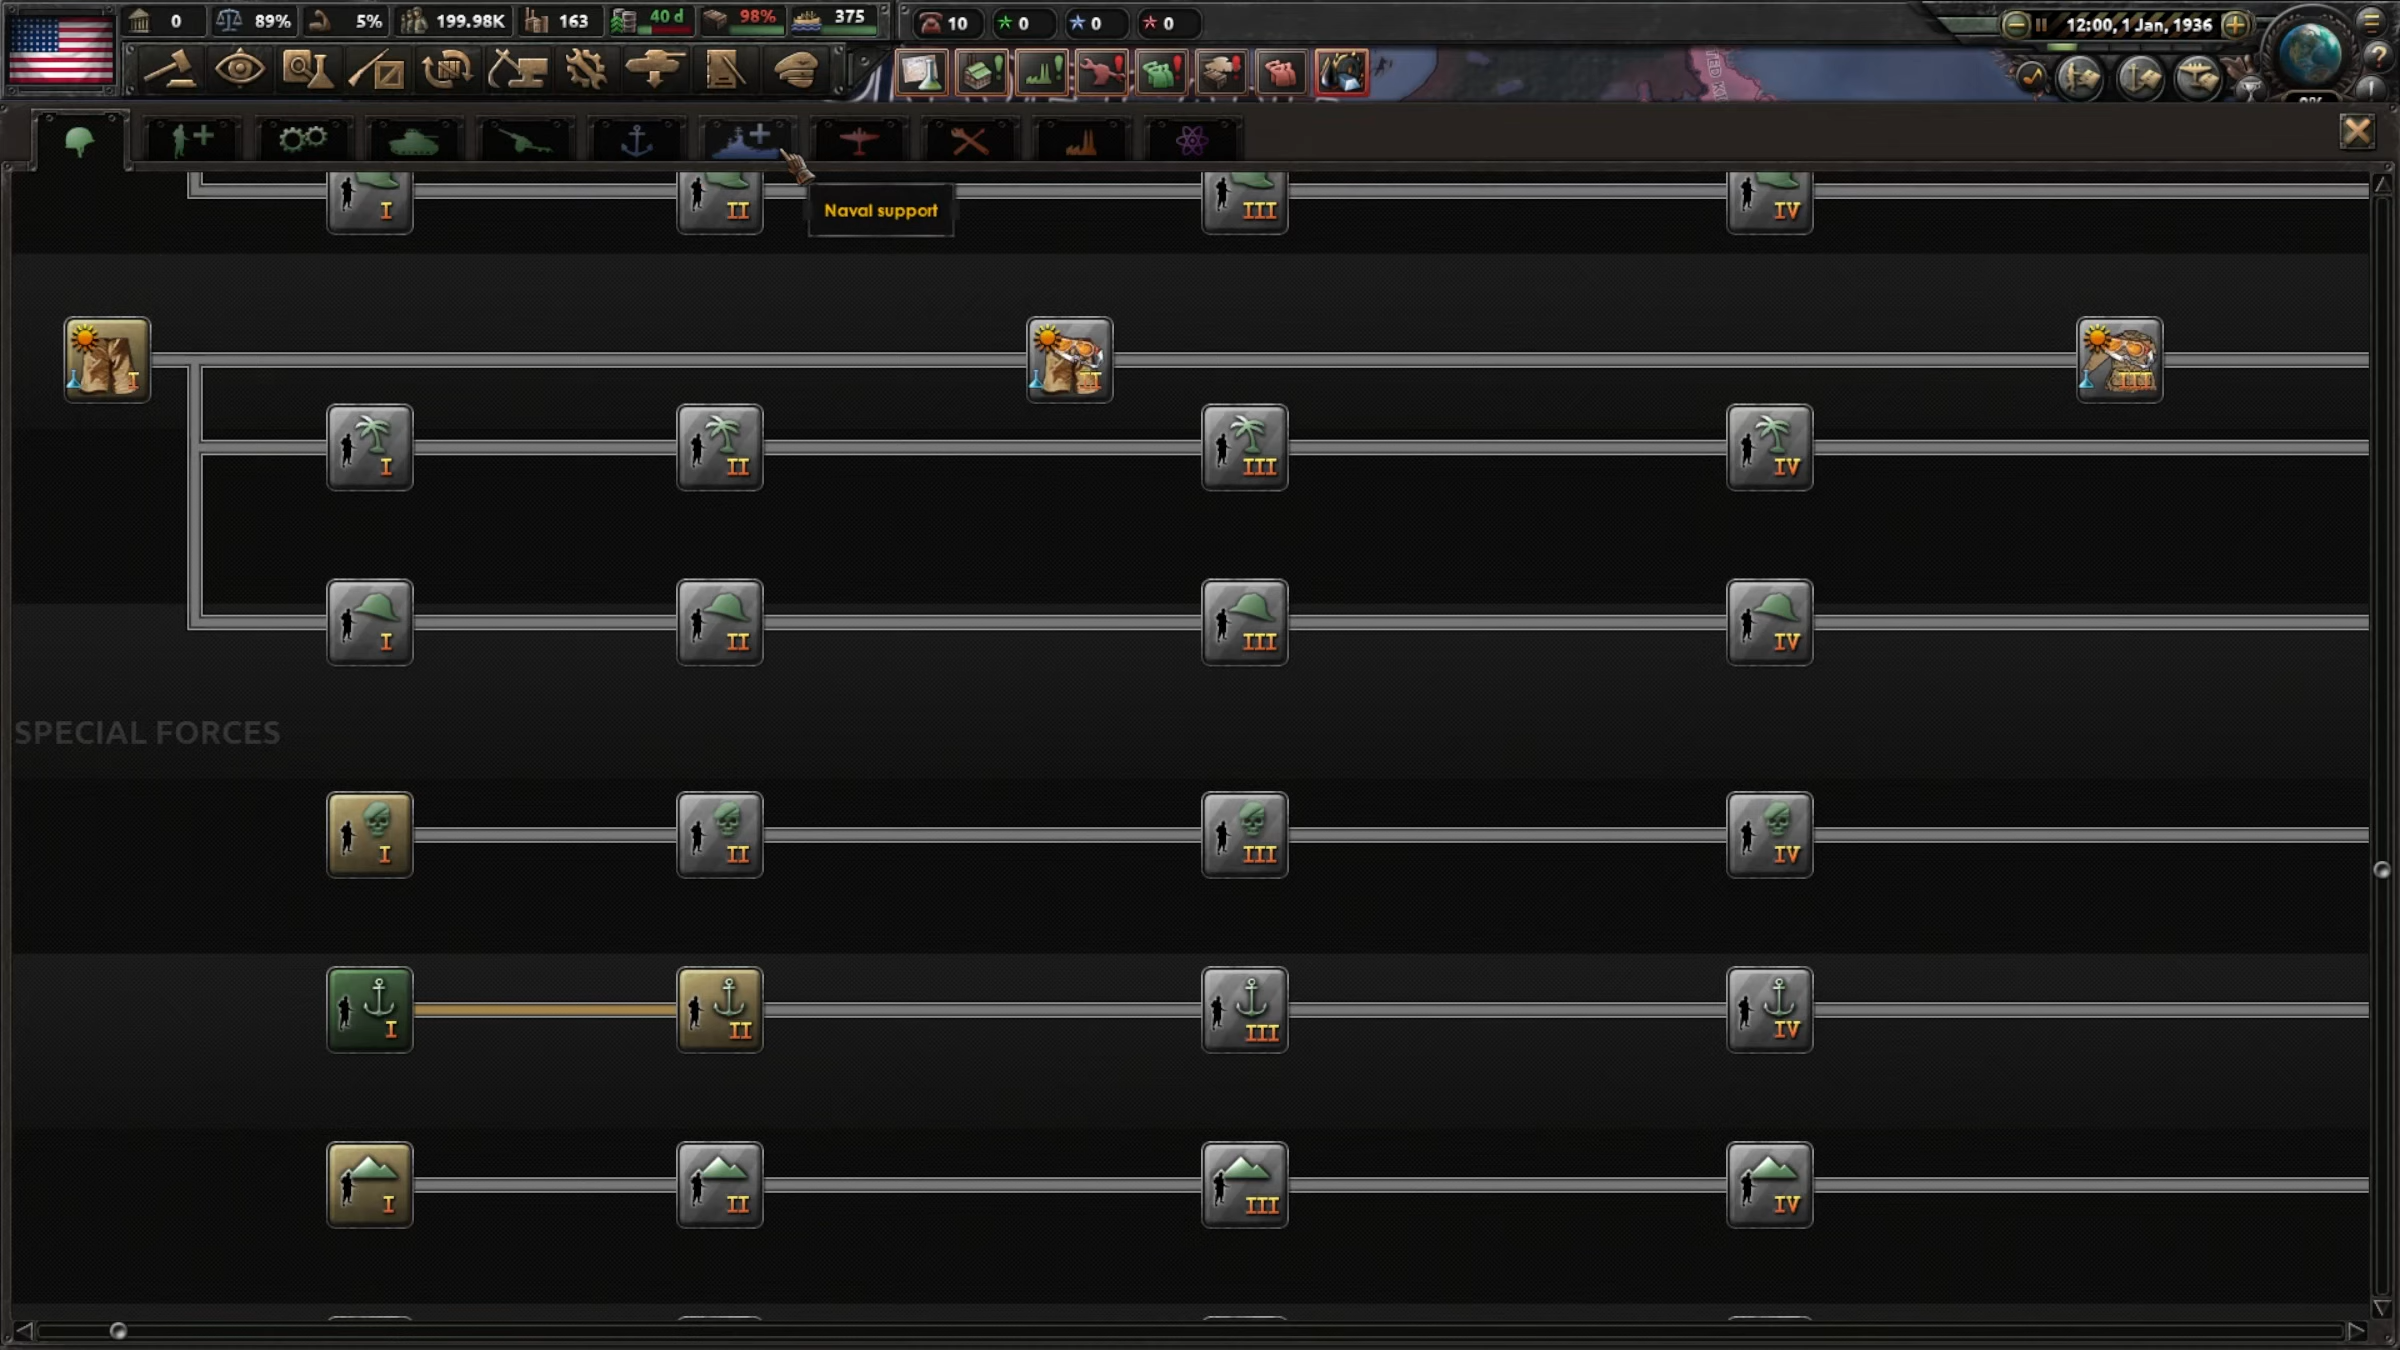 0 89% 5% 199.98K 163 40 d 98% 375 10 0 0 0 12:00, 1 Jan, 1936
Naval support
I II III IV
I II III
I II III IV
I II III IV
SPECIAL FORCES
I II III IV
I II III IV
I II III IV